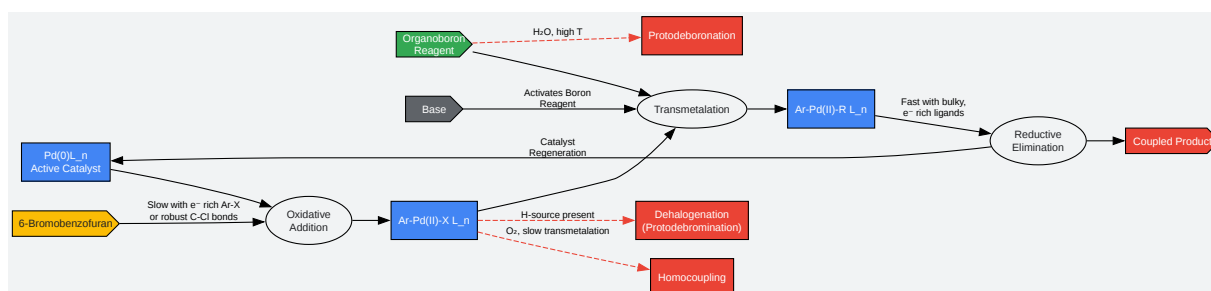 Organoboron
Reagent
H₂O, high T
Protodeboronation
Base
Activates Boron
Reagent
Transmetalation
Ar-Pd(II)-R L_n
Fast with bulky,
e⁻ rich ligands
Reductive
Elimination
Coupled Product
Catalyst
Regeneration
Pd(0)L_n
Active Catalyst
6-Bromobenzofuran
Slow with e⁻ rich Ar-X
or robust C-Cl bonds
Oxidative
Addition
Ar-Pd(II)-X L_n
H-source present
Dehalogenation
(Protodebromination)
O₂, slow transmetalation
Homocoupling